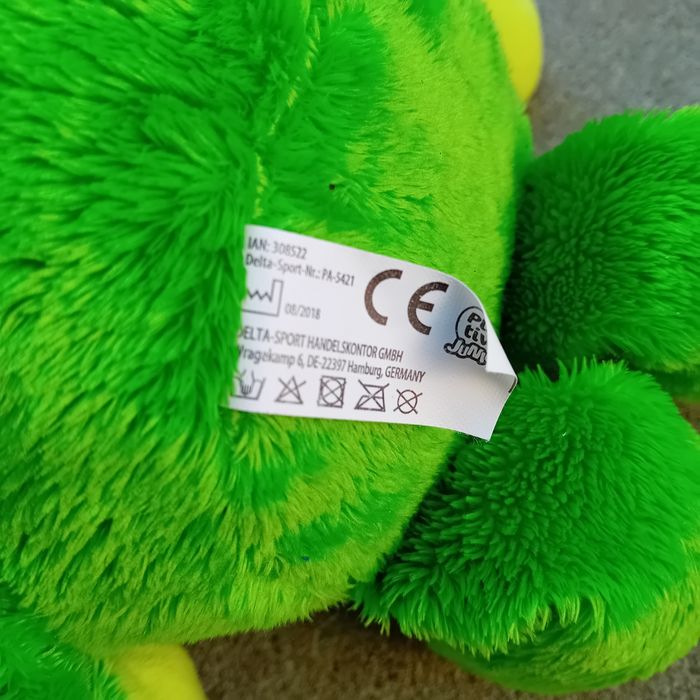 IAN: 308522
Delta-Sport-Nr.: PA-5421
CE
08/2018
DELTA-SPORT HANDELSKONTOR GMBH
Wragekamp 6, DE-22397 Hamburg, GERMANY